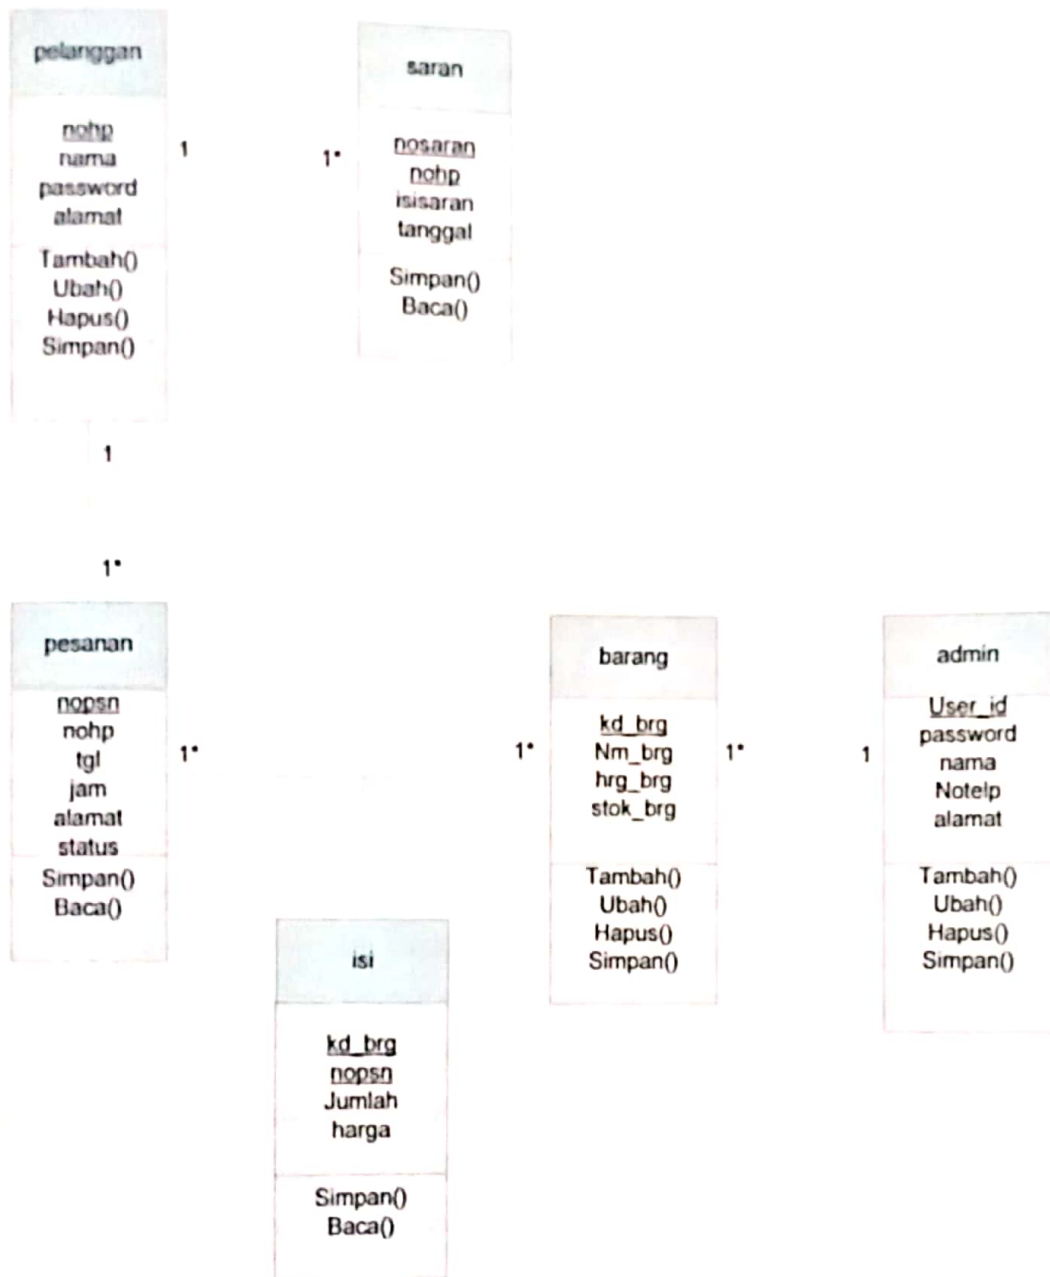 pelanggan
nohp
nama
password
alamat
Tambah()
Ubah()
Hapus()
Simpan()
1
1*
saran
nosaran
nohp
isisaran
tanggal
Simpan()
Baca()
1
1*
pesanan
nopsn
nohp
tgl
jam
alamat
status
Simpan()
Baca()
1*
1*
isi
kd_brg
nopsn
Jumlah
harga
Simpan()
Baca()
barang
kd_brg
Nm_brg
hrg_brg
stok_brg
Tambah()
Ubah()
Hapus()
Simpan()
1*
1
admin
User_id
password
nama
Notelp
alamat
Tambah()
Ubah()
Hapus()
Simpan()